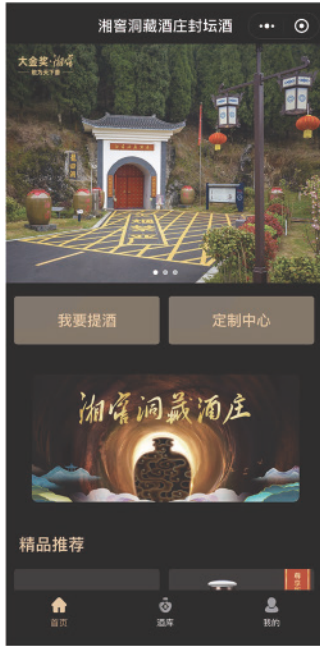 湘窖洞藏酒庄封坛酒
大金奖·湘窖
我要提酒
定制中心
湘窖洞藏酒庄
精品推荐
首页
酒库
我的